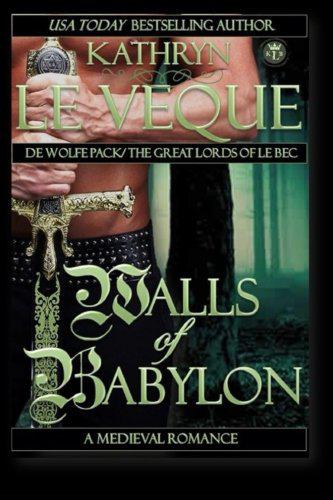 USA TODAY BESTSELLING AUTHOR
KATHRYN
LE VEQUE
DE WOLFE PACK/THE GREAT LORDS OF LE BEC
WALLS
of
BABYLON
A MEDIEVAL ROMANCE